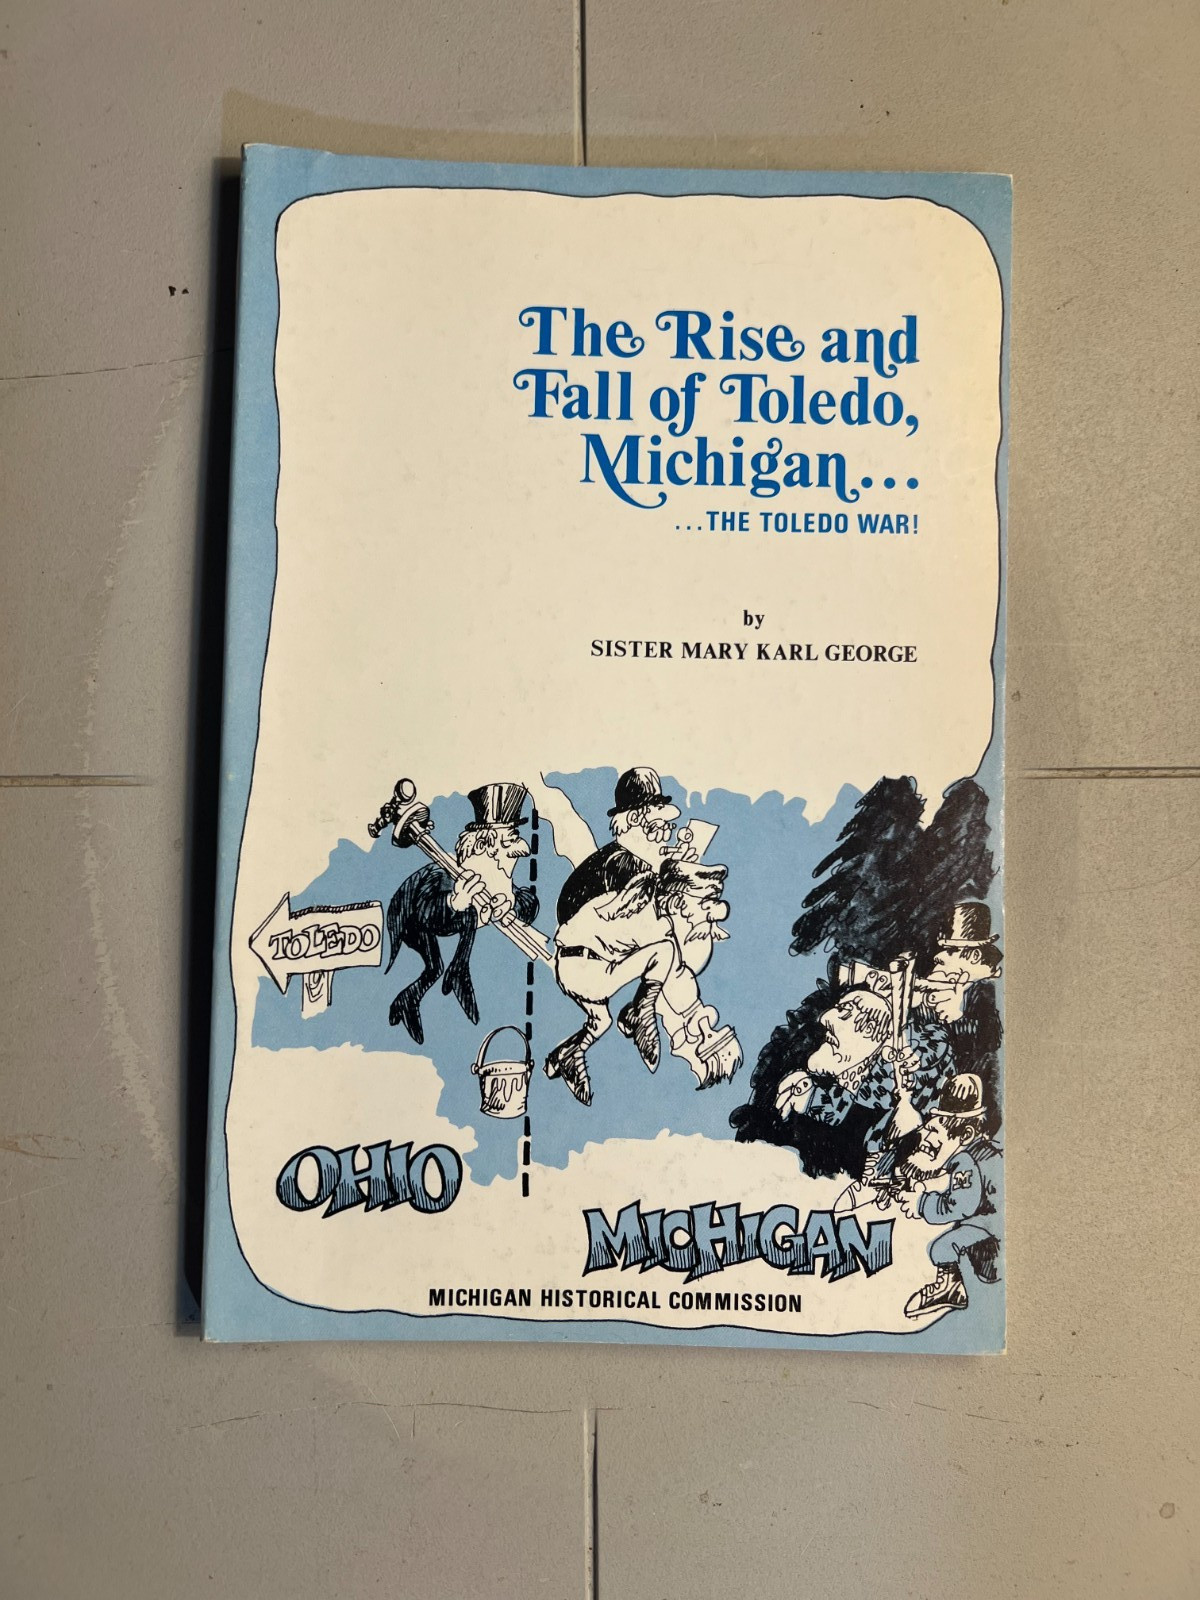 The Rise and
Fall of Toledo,
Michigan...
...THE TOLEDO WAR!
by
SISTER MARY KARL GEORGE
TOLEDO
M
OHIO
MICHIGAN
MICHIGAN HISTORICAL COMMISSION